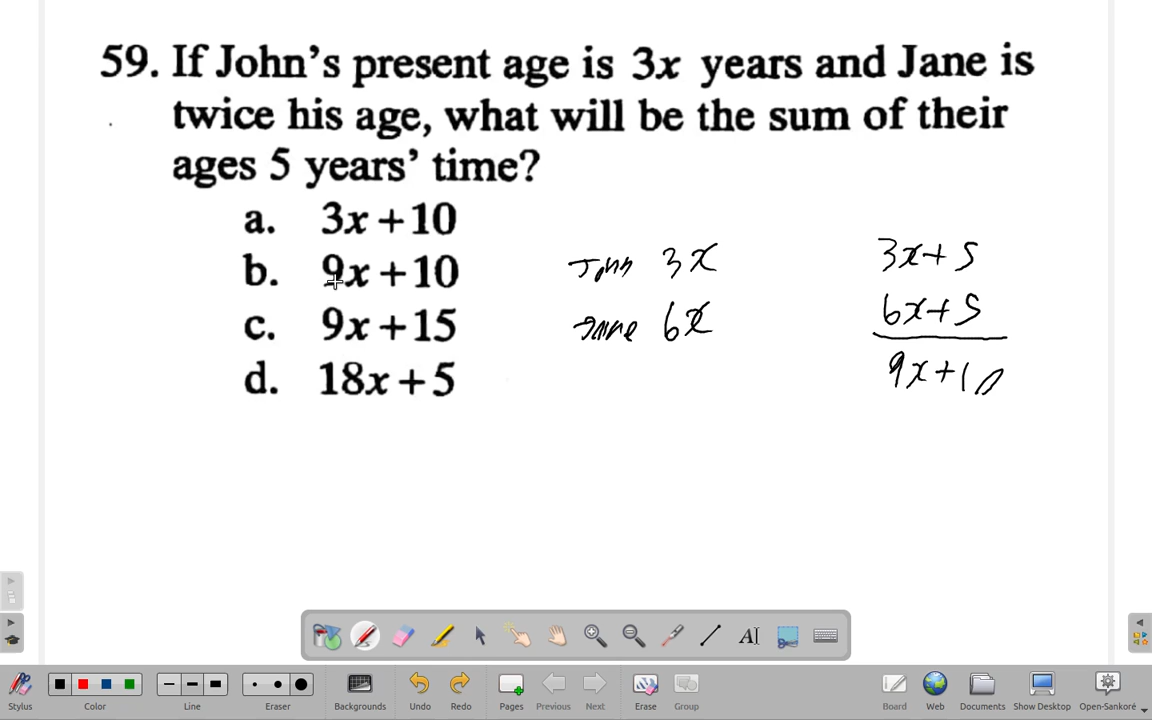 59. If John's present age is 3x years and Jane is
twice his age, what will be the sum of their
ages 5 years' time?
a. 3x + 10
b. 9x + 10
c. 9x + 15
d. 18x + 5
John 3x
Jane 6x
3x + 5
6x + 5
9x + 10
Stylus
Color
Line
Eraser
Backgrounds
Undo
Redo
Pages
Previous
Next
Erase
Group
Board
Web
Documents
Show Desktop
Open-Sankoré